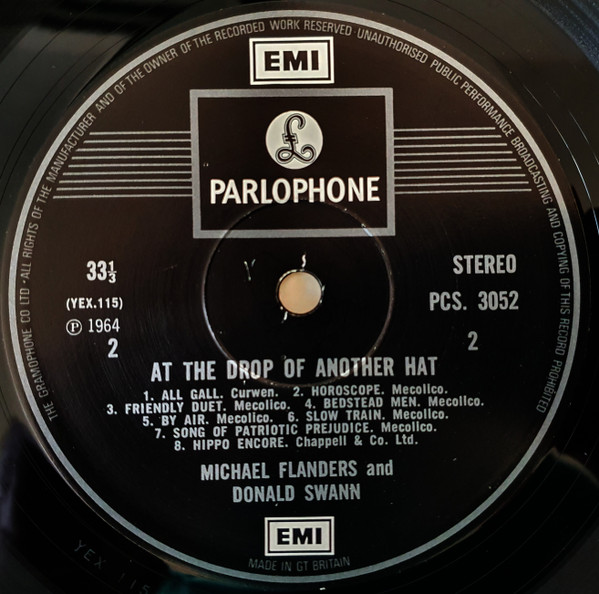 EMI
THE GRAMOPHONE CO LTD · ALL RIGHTS OF THE MANUFACTURER AND OF THE OWNER OF THE RECORDED WORK RESERVED UNAUTHORISED PUBLIC PERFORMANCE BROADCASTING AND COPYING OF THIS RECORD PROHIBITED
£
PARLOPHONE
33⅓
STEREO
(YEX.115)
PCS. 3052
℗ 1964
2
2
AT THE DROP OF ANOTHER HAT
1. ALL GALL. Curwen. 2. HOROSCOPE. Mecolico.
3. FRIENDLY DUET. Mecolico. 4. BEDSTEAD MEN. Mecolico.
5. BY AIR. Mecolico. 6. SLOW TRAIN. Mecolico.
7. SONG OF PATRIOTIC PREJUDICE. Mecolico.
8. HIPPO ENCORE. Chappell & Co. Ltd.
MICHAEL FLANDERS and
DONALD SWANN
EMI
MADE IN GT BRITAIN
YEX 115